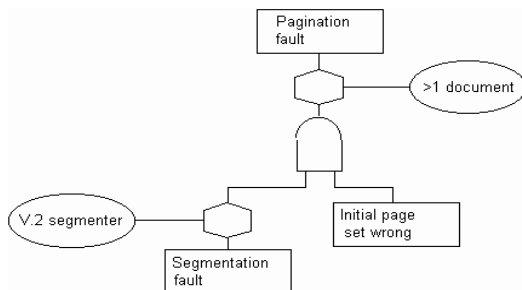 Pagination
fault
>1 document
V.2 segmenter
Initial page
set wrong
Segmentation
fault